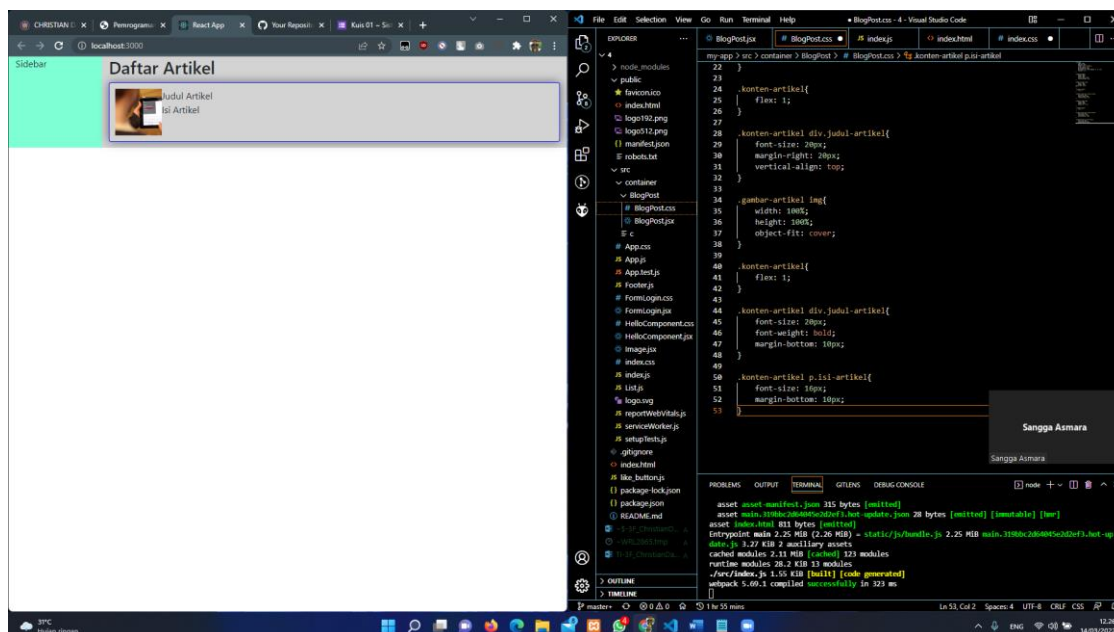 CHRISTIAN D
Pemrograma
React App
Your Reposit
Kuis 01 - Sis
localhost:3000
Sidebar
Daftar Artikel
Judul Artikel
Isi Artikel
File Edit Selection View Go Run Terminal Help
BlogPost.css - 4 - Visual Studio Code
EXPLORER
4
node_modules
public
favicon.ico
index.html
logo192.png
logo512.png
manifest.json
robots.txt
src
container
BlogPost
BlogPost.css
BlogPost.jsx
c
App.css
App.js
App.test.js
Footer.js
FormLogin.css
FormLogin.jsx
HelloComponent.css
HelloComponent.jsx
Image.jsx
index.css
index.js
List.js
logo.svg
reportWebVitals.js
serviceWorker.js
setupTests.js
.gitignore
index.html
like_button.js
package-lock.json
package.json
README.md
OUTLINE
TIMELINE
BlogPost.jsx
BlogPost.css
index.js
index.html
index.css
my-app > src > container > BlogPost > BlogPost.css > .konten-artikel p.isi-artikel
22 }
23
24 .konten-artikel{
25 flex: 1;
26 }
27
28 .konten-artikel div.judul-artikel{
29 font-size: 20px;
30 margin-right: 20px;
31 vertical-align: top;
32 }
33
34 .gambar-artikel img{
35 width: 100%;
36 height: 100%;
37 object-fit: cover;
38 }
39
40 .konten-artikel{
41 flex: 1;
42 }
43
44 .konten-artikel div.judul-artikel{
45 font-size: 20px;
46 font-weight: bold;
47 margin-bottom: 10px;
48 }
49
50 .konten-artikel p.isi-artikel{
51 font-size: 16px;
52 margin-bottom: 10px;
53 }
Sangga Asmara
Sangga Asmara
PROBLEMS OUTPUT TERMINAL GITLENS DEBUG CONSOLE
node
asset asset-manifest.json 315 bytes [emitted]
asset main.319bbc2d64045e2d2ef3.hot-update.json 28 bytes [emitted] [immutable] [hmr]
asset index.html 811 bytes [emitted]
Entrypoint main 2.25 MiB (2.26 MiB) = static/js/bundle.js 2.25 MiB main.319bbc2d64045e2d2ef3.hot-up
date.js 3.27 KiB 2 auxiliary assets
cached modules 2.11 MiB [cached] 123 modules
runtime modules 28.2 KiB 13 modules
./src/index.js 1.55 KiB [built] [code generated]
webpack 5.69.1 compiled successfully in 323 ms
master+ 0 0 0 1 hr 55 mins
Ln 53, Col 2 Spaces: 4 UTF-8 CRLF CSS
31°C
Hujan ringan
ENG
12.2
14/03/202